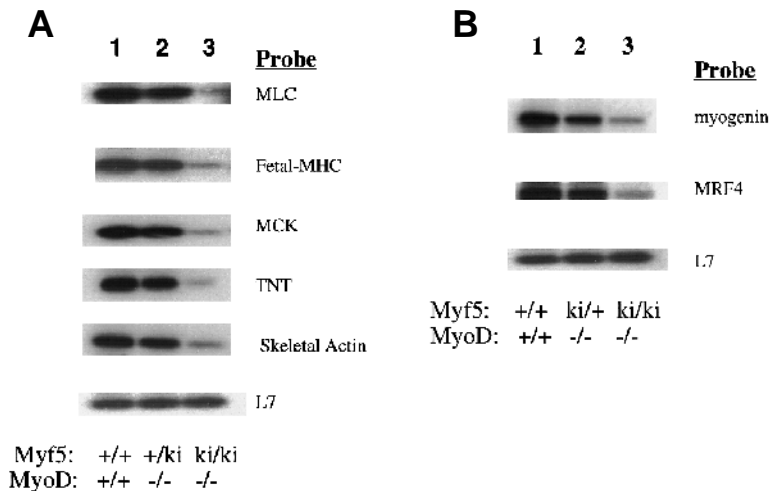 A
1 2 3
Probe
MLC
Fetal-MHC
MCK
TNT
Skeletal Actin
L7
Myf5: +/+ +/ki ki/ki
MyoD: +/+ -/- -/-
B
1 2 3
Probe
myogenin
MRF4
L7
Myf5: +/+ ki/+ ki/ki
MyoD: +/+ -/- -/-